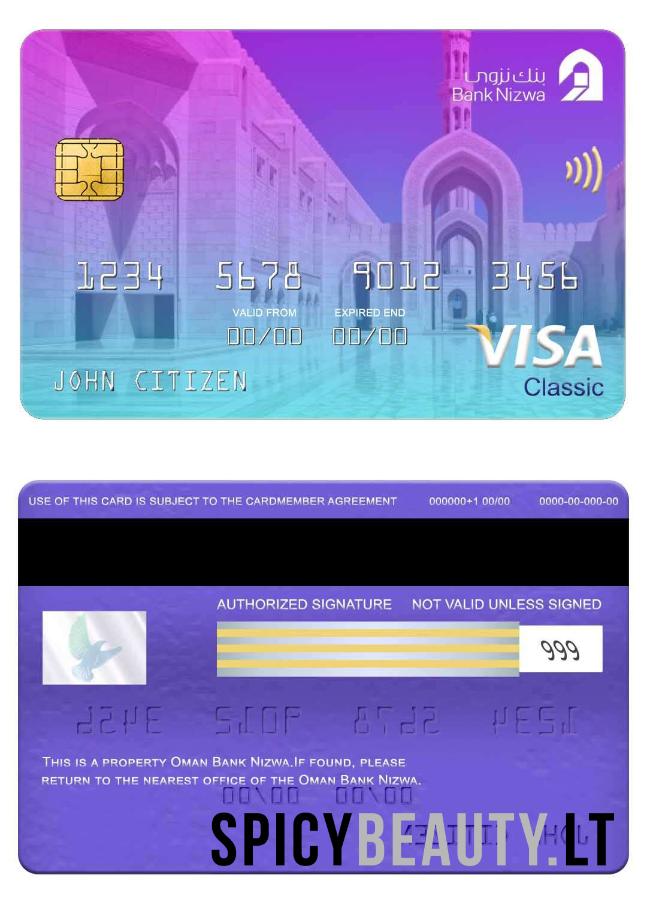 بنك نزوى
Bank Nizwa
1234 5678 9012 3456
VALID FROM EXPIRED END
00/00 00/00
JOHN CITIZEN
VISA
Classic
USE OF THIS CARD IS SUBJECT TO THE CARDMEMBER AGREEMENT 000000+1 00/00 0000-00-000-00
AUTHORIZED SIGNATURE NOT VALID UNLESS SIGNED
999
THIS IS A PROPERTY OMAN BANK NIZWA.IF FOUND, PLEASE
RETURN TO THE NEAREST OFFICE OF THE OMAN BANK NIZWA.
SPICYBEAUTY.LT